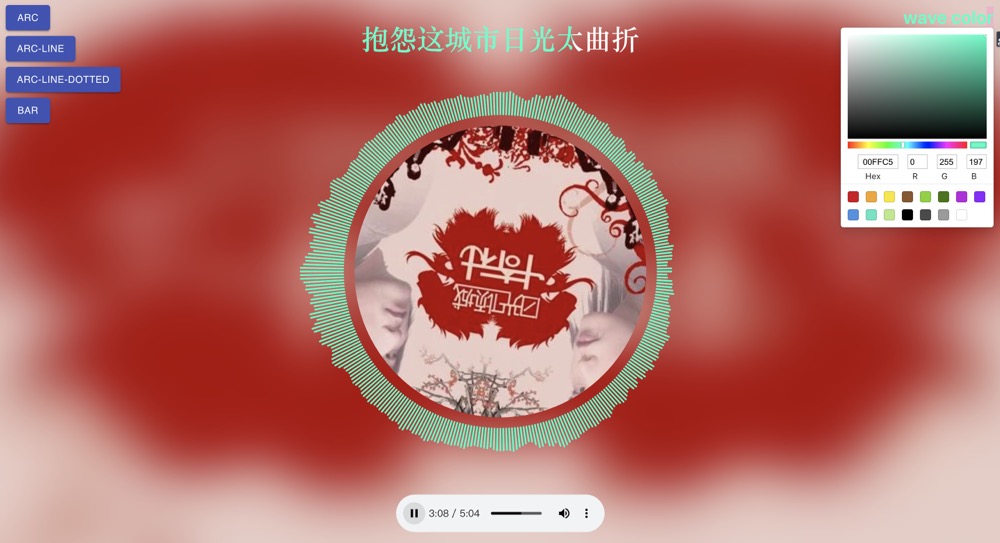 ARC
ARC-LINE
ARC-LINE-DOTTED
BAR
抱怨这城市日光太曲折
wave color
00FFC5 0 255 197
Hex R G B
3:08 / 5:04